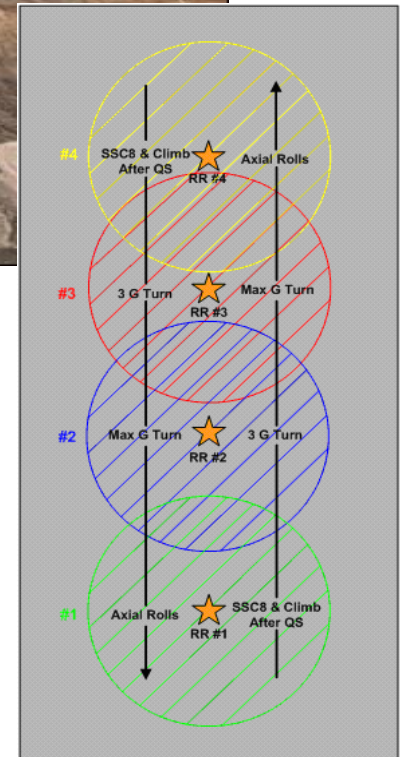 #4
SSC8 & Climb
After QS
RR #4
Axial Rolls
#3
3 G Turn
RR #3
Max G Turn
#2
Max G Turn
RR #2
3 G Turn
#1
Axial Rolls
RR #1
SSC8 & Climb
After QS